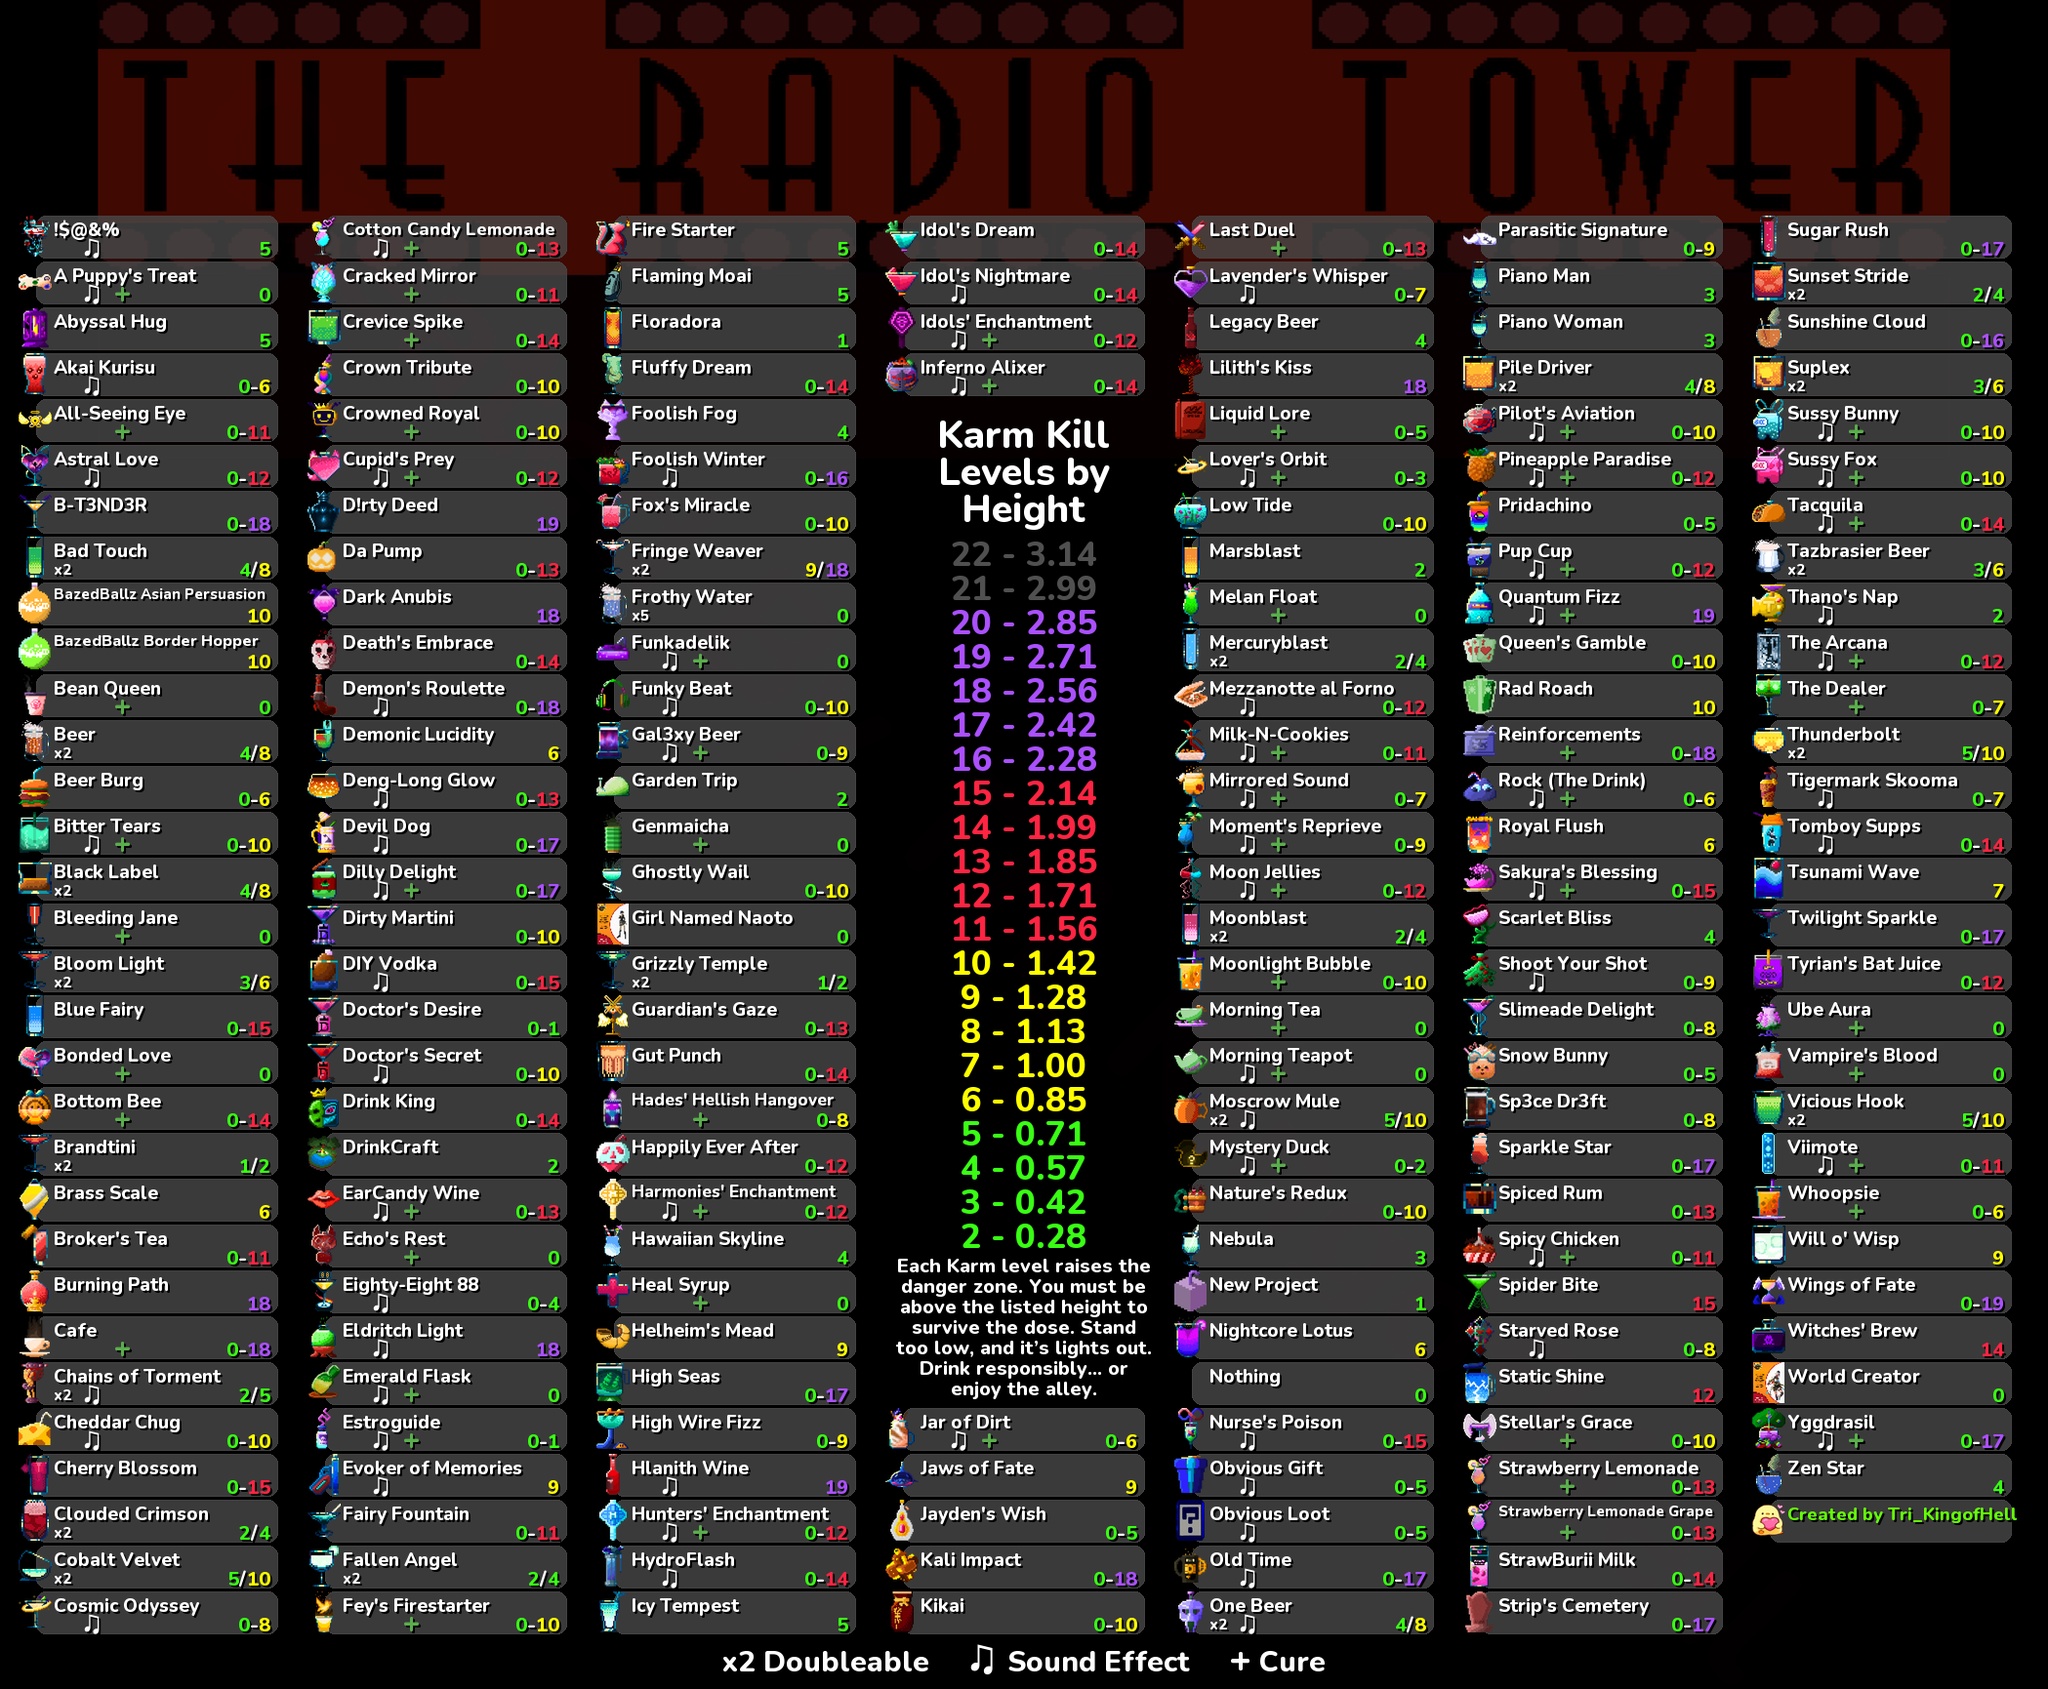 THE RADIO TOWER
!$@&%
♫ 5
A Puppy's Treat
♫ + 0
Abyssal Hug
5
Akai Kurisu
♫ 0-6
All-Seeing Eye
+ 0-11
Astral Love
♫ 0-12
B-T3ND3R
0-18
Bad Touch
x2 4/8
BazedBallz Asian Persuasion
10
BazedBallz Border Hopper
10
Bean Queen
+ 0
Beer
x2 4/8
Beer Burg
0-6
Bitter Tears
♫ + 0-10
Black Label
x2 4/8
Bleeding Jane
+ 0
Bloom Light
x2 3/6
Blue Fairy
0-15
Bonded Love
+ 0
Bottom Bee
+ 0-14
Brandtini
x2 1/2
Brass Scale
6
Broker's Tea
0-11
Burning Path
18
Cafe
+ 0-18
Chains of Torment
x2 ♫ 2/5
Cheddar Chug
♫ 0-10
Cherry Blossom
0-15
Clouded Crimson
x2 2/4
Cobalt Velvet
x2 5/10
Cosmic Odyssey
♫ 0-8
Cotton Candy Lemonade
♫ + 0-13
Cracked Mirror
+ 0-11
Crevice Spike
+ 0-14
Crown Tribute
0-10
Crowned Royal
+ 0-10
Cupid's Prey
♫ + 0-12
D!rty Deed
19
Da Pump
0-13
Dark Anubis
18
Death's Embrace
0-14
Demon's Roulette
♫ 0-18
Demonic Lucidity
6
Deng-Long Glow
♫ 0-13
Devil Dog
♫ 0-17
Dilly Delight
♫ + 0-17
Dirty Martini
0-10
DIY Vodka
♫ 0-15
Doctor's Desire
0-1
Doctor's Secret
♫ 0-10
Drink King
0-14
DrinkCraft
2
EarCandy Wine
♫ + 0-13
Echo's Rest
+ 0
Eighty-Eight 88
♫ 0-4
Eldritch Light
♫ 18
Emerald Flask
♫ + 0
Estroguide
♫ + 0-1
Evoker of Memories
♫ 9
Fairy Fountain
0-11
Fallen Angel
x2 2/4
Fey's Firestarter
+ 0-10
Fire Starter
5
Flaming Moai
5
Floradora
1
Fluffy Dream
0-14
Foolish Fog
4
Foolish Winter
♫ 0-16
Fox's Miracle
0-10
Fringe Weaver
x2 9/18
Frothy Water
x5 0
Funkadelik
♫ + 0
Funky Beat
♫ 0-10
Gal3xy Beer
♫ + 0-9
Garden Trip
2
Genmaicha
+ 0
Ghostly Wail
0-10
Girl Named Naoto
0
Grizzly Temple
x2 1/2
Guardian's Gaze
0-13
Gut Punch
0-14
Hades' Hellish Hangover
+ 0-8
Happily Ever After
0-12
Harmonies' Enchantment
♫ + 0-12
Hawaiian Skyline
4
Heal Syrup
+ 0
Helheim's Mead
9
High Seas
0-17
High Wire Fizz
0-9
Hlanith Wine
19
Hunters' Enchantment
♫ + 0-12
HydroFlash
♫ 0-14
Icy Tempest
5
Idol's Dream
0-14
Idol's Nightmare
♫ 0-14
Idols' Enchantment
♫ + 0-12
Inferno Alixer
♫ + 0-14
Karm Kill
Levels by
Height
22 - 3.14
21 - 2.99
20 - 2.85
19 - 2.71
18 - 2.56
17 - 2.42
16 - 2.28
15 - 2.14
14 - 1.99
13 - 1.85
12 - 1.71
11 - 1.56
10 - 1.42
9 - 1.28
8 - 1.13
7 - 1.00
6 - 0.85
5 - 0.71
4 - 0.57
3 - 0.42
2 - 0.28
Each Karm level raises the
danger zone. You must be
above the listed height to
survive the dose. Stand
too low, and it's lights out.
Drink responsibly... or
enjoy the alley.
Jar of Dirt
♫ + 0-6
Jaws of Fate
9
Jayden's Wish
0-5
Kali Impact
0-18
Kikai
0-10
Last Duel
+ 0-13
Lavender's Whisper
♫ 0-7
Legacy Beer
4
Lilith's Kiss
18
Liquid Lore
+ 0-5
Lover's Orbit
♫ + 0-3
Low Tide
0-10
Marsblast
2
Melan Float
+ 0
Mercuryblast
x2 2/4
Mezzanotte al Forno
♫ 0-12
Milk-N-Cookies
♫ + 0-11
Mirrored Sound
♫ + 0-7
Moment's Reprieve
♫ + 0-9
Moon Jellies
♫ + 0-12
Moonblast
x2 2/4
Moonlight Bubble
+ 0-10
Morning Tea
+ 0
Morning Teapot
♫ + 0
Moscrow Mule
x2 ♫ 5/10
Mystery Duck
♫ + 0-2
Nature's Redux
0-10
Nebula
3
New Project
1
Nightcore Lotus
6
Nothing
0
Nurse's Poison
♫ 0-15
Obvious Gift
♫ 0-5
Obvious Loot
♫ 0-5
Old Time
♫ 0-17
One Beer
x2 ♫ 4/8
Parasitic Signature
0-9
Piano Man
3
Piano Woman
3
Pile Driver
x2 4/8
Pilot's Aviation
♫ + 0-10
Pineapple Paradise
♫ + 0-12
Pridachino
0-5
Pup Cup
♫ + 0-12
Quantum Fizz
♫ + 19
Queen's Gamble
0-10
Rad Roach
10
Reinforcements
+ 0-18
Rock (The Drink)
♫ + 0-6
Royal Flush
6
Sakura's Blessing
♫ + 0-15
Scarlet Bliss
4
Shoot Your Shot
♫ 0-9
Slimeade Delight
0-8
Snow Bunny
0-5
Sp3ce Dr3ft
0-8
Sparkle Star
0-17
Spiced Rum
0-13
Spicy Chicken
♫ + 0-11
Spider Bite
15
Starved Rose
♫ 0-8
Static Shine
12
Stellar's Grace
+ 0-10
Strawberry Lemonade
+ 0-13
Strawberry Lemonade Grape
+ 0-13
StrawBurii Milk
0-14
Strip's Cemetery
0-17
Sugar Rush
0-17
Sunset Stride
x2 2/4
Sunshine Cloud
0-16
Suplex
x2 3/6
Sussy Bunny
♫ + 0-10
Sussy Fox
♫ + 0-10
Tacquila
♫ + 0-14
Tazbrasier Beer
x2 3/6
Thano's Nap
♫ 2
The Arcana
♫ + 0-12
The Dealer
+ 0-7
Thunderbolt
x2 5/10
Tigermark Skooma
♫ 0-7
Tomboy Supps
♫ 0-14
Tsunami Wave
7
Twilight Sparkle
0-17
Tyrian's Bat Juice
0-12
Ube Aura
+ 0
Vampire's Blood
+ 0
Vicious Hook
x2 5/10
Viimote
♫ + 0-11
Whoopsie
+ 0-6
Will o' Wisp
9
Wings of Fate
0-19
Witches' Brew
14
World Creator
0
Yggdrasil
♫ + 0-17
Zen Star
4
Created by Tri_KingofHell
x2 Doubleable ♫ Sound Effect + Cure